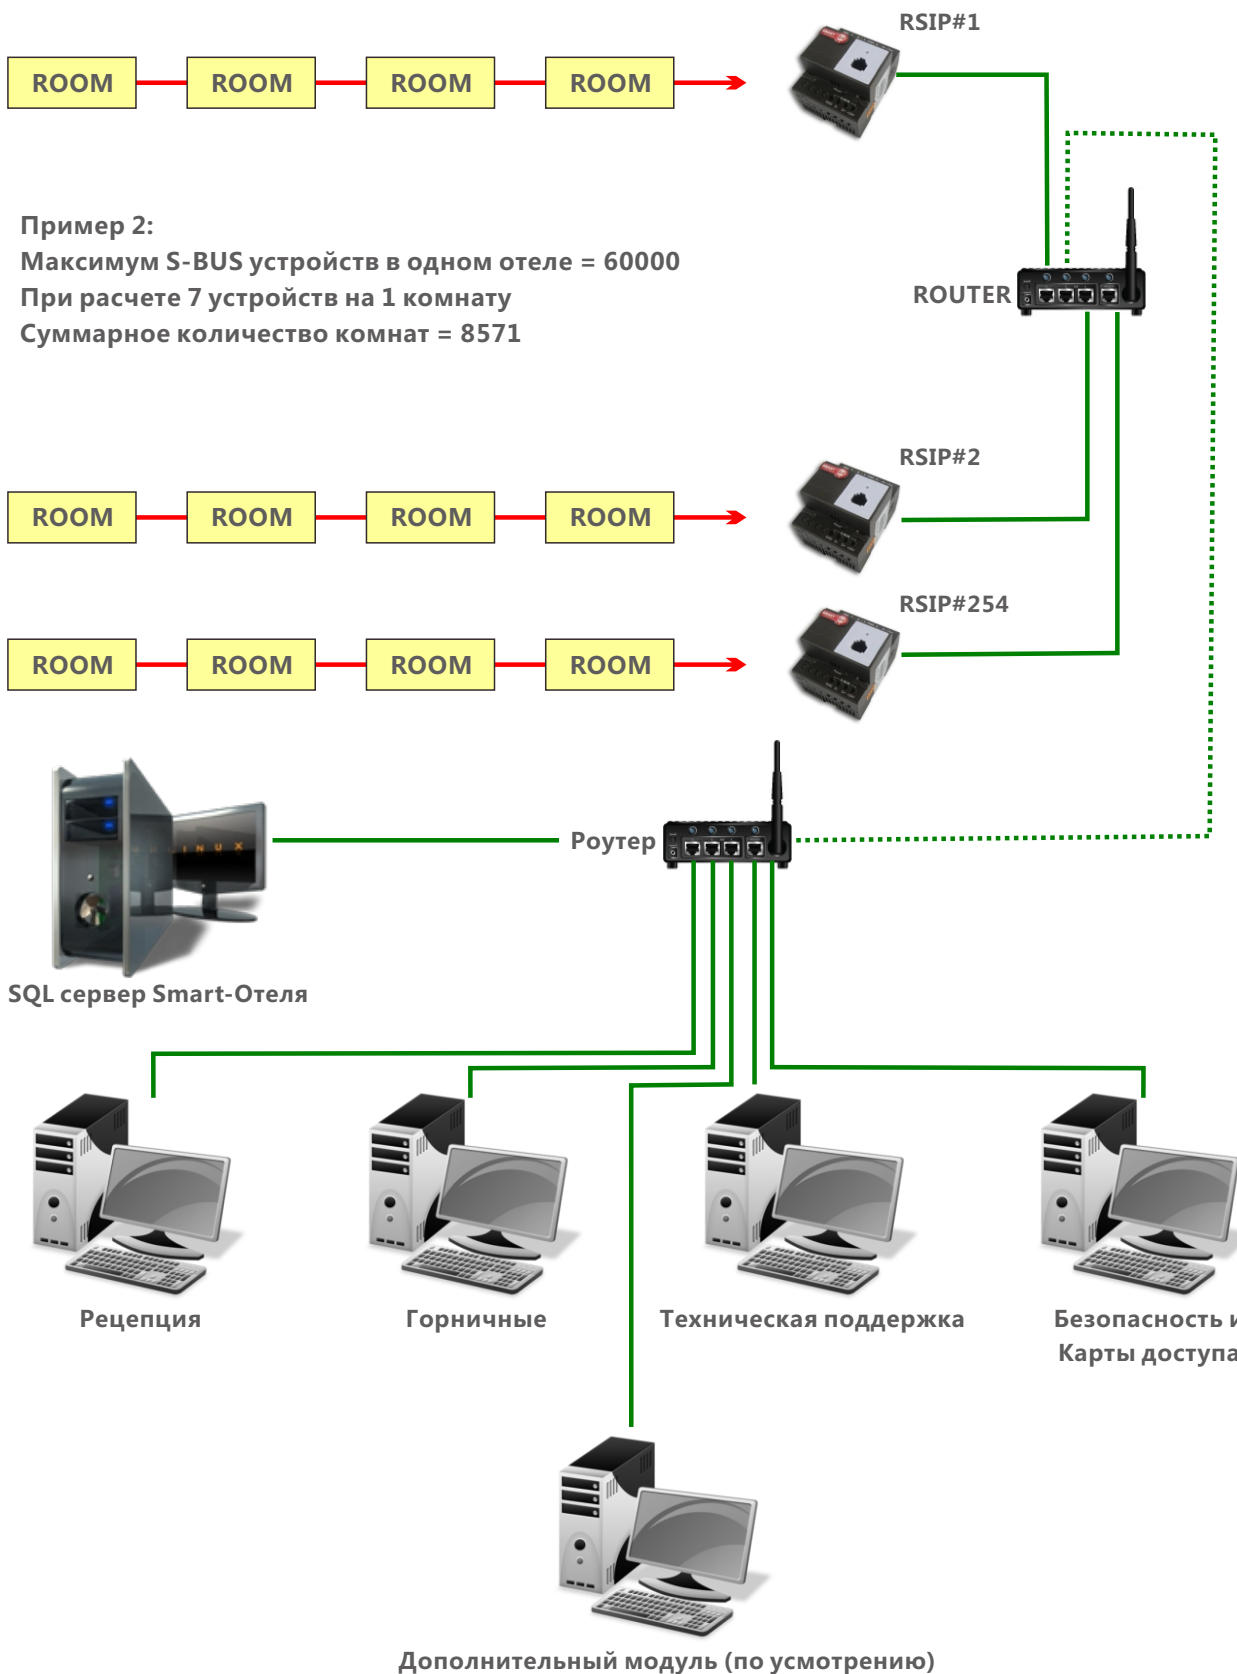 RSIP#1
ROOM ROOM ROOM ROOM
Пример 2:
Максимум S-BUS устройств в одном отеле = 60000
При расчете 7 устройств на 1 комнату
Суммарное количество комнат = 8571
ROUTER
RSIP#2
ROOM ROOM ROOM ROOM
RSIP#254
ROOM ROOM ROOM ROOM
Роутер
INUX
SQL сервер Smart-Отеля
Рецепция
Горничные
Техническая поддержка
Безопасность и
Карты доступа
Дополнительный модуль (по усмотрению)